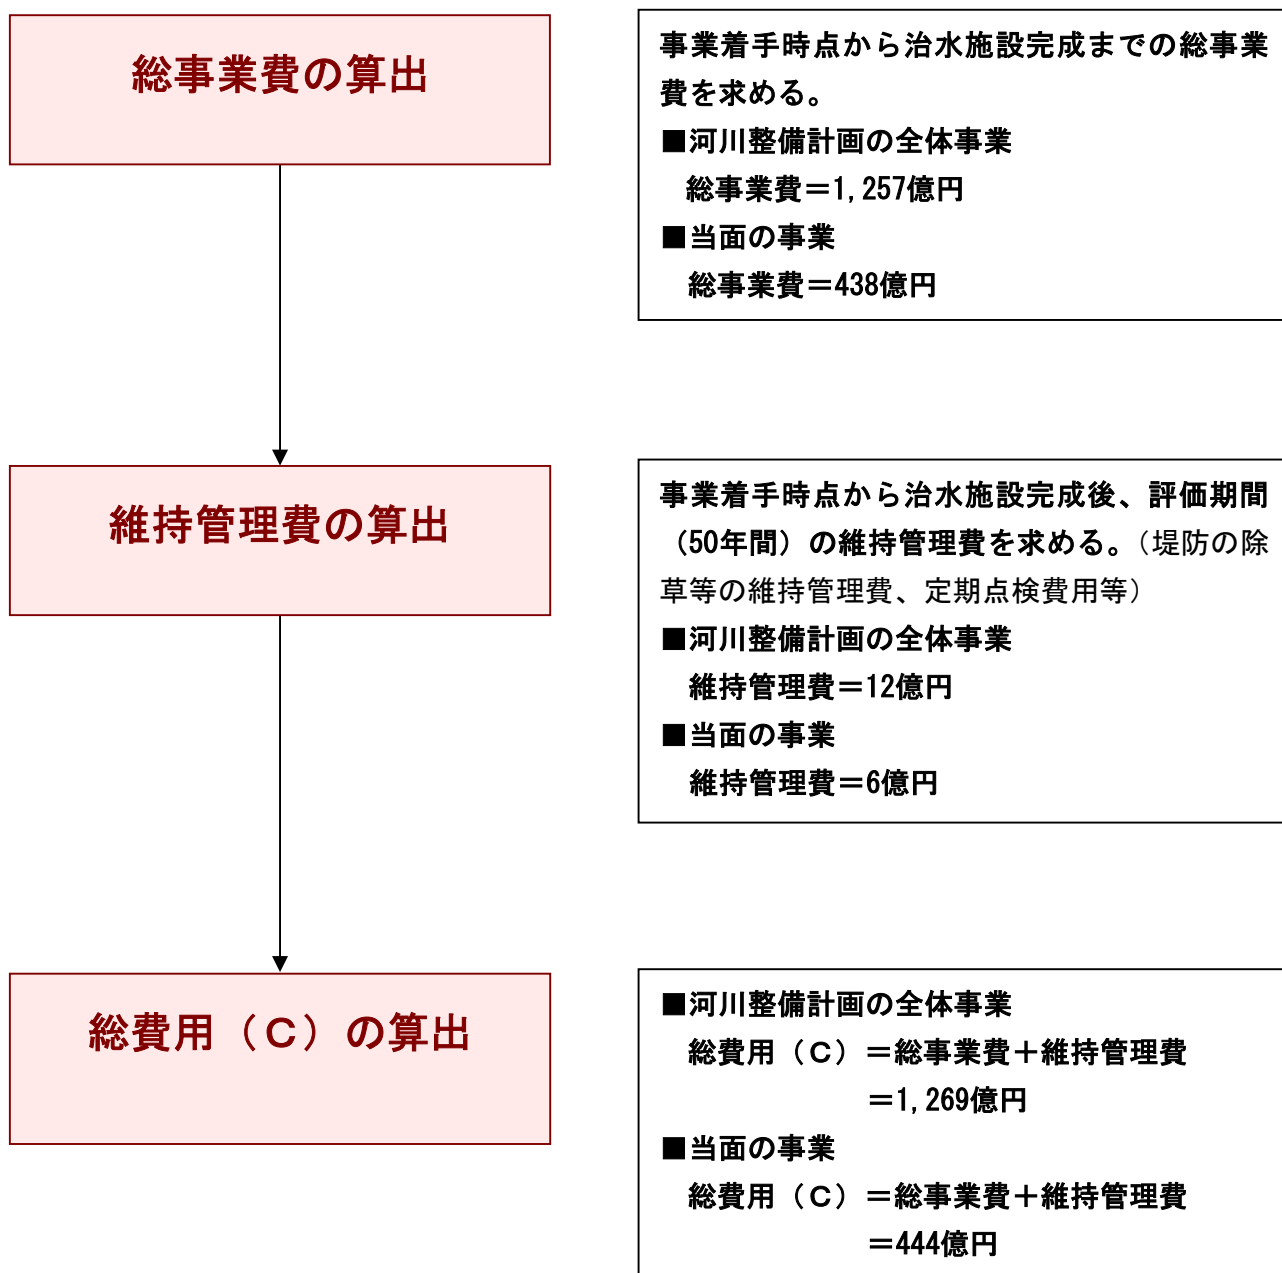 総事業費の算出
事業着手時点から治水施設完成までの総事業
費を求める。
■河川整備計画の全体事業
総事業費＝1,257億円
■当面の事業
総事業費＝438億円
維持管理費の算出
事業着手時点から治水施設完成後、評価期間
（50年間）の維持管理費を求める。（堤防の除
草等の維持管理費、定期点検費用等）
■河川整備計画の全体事業
維持管理費＝12億円
■当面の事業
維持管理費＝6億円
総費用（Ｃ）の算出
■河川整備計画の全体事業
総費用（Ｃ）＝総事業費＋維持管理費
＝1,269億円
■当面の事業
総費用（Ｃ）＝総事業費＋維持管理費
＝444億円